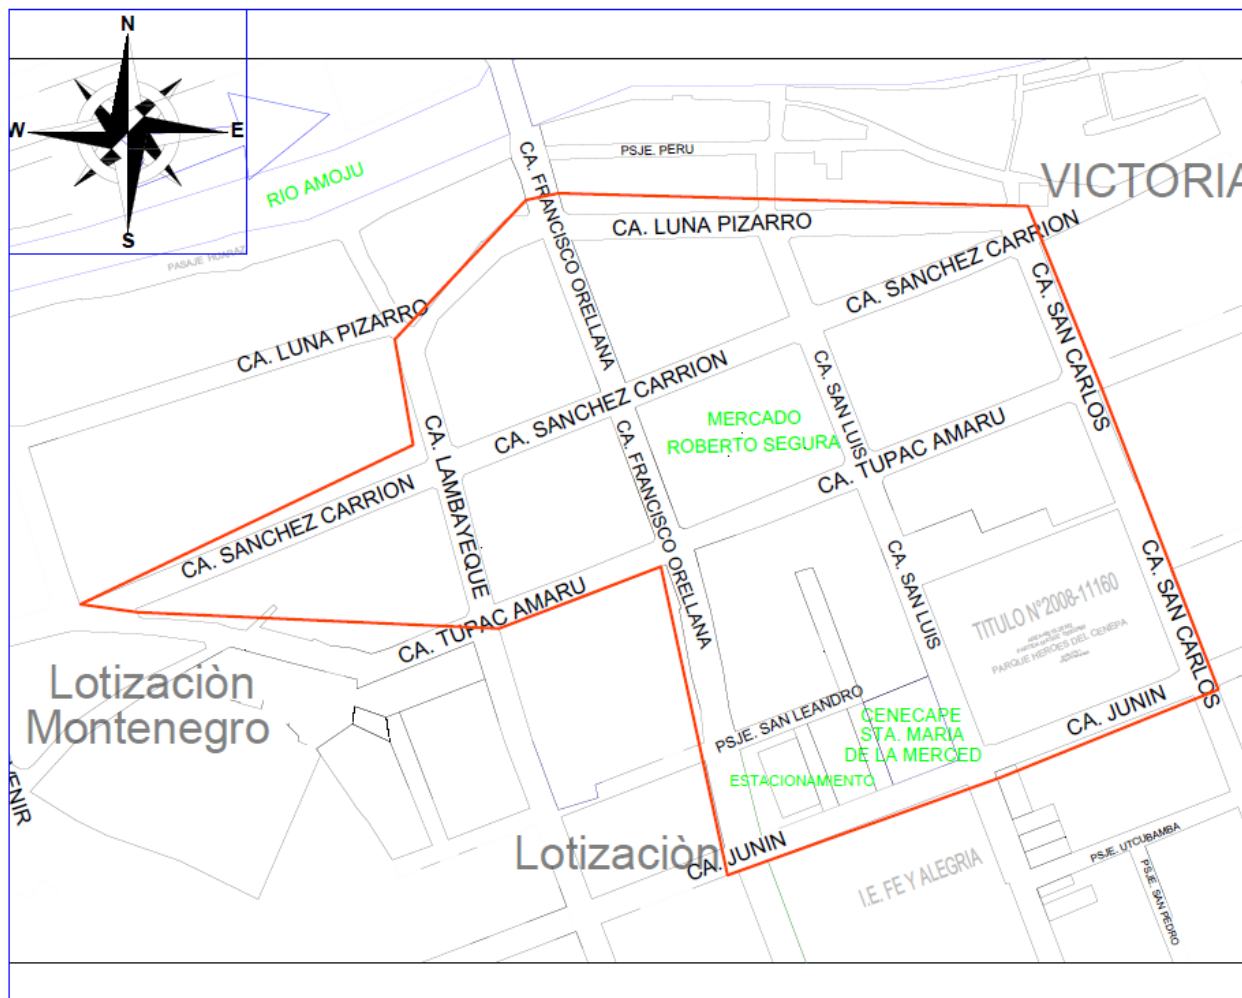 N
W
E
S
RIO AMOJU
PSJE. PERU
VICTORIA
PASAJE HUARAZ
CA. FRANCISCO ORELLANA
CA. LUNA PIZARRO
CA. SANCHEZ CARRION
CA. LUNA PIZARRO
CA. SAN CARLOS
CA. SANCHEZ CARRION
CA. SAN LUIS
MERCADO
ROBERTO SEGURA
CA. LAMBAYEQUE
CA. FRANCISCO ORELLANA
CA. TUPAC AMARU
CA. SANCHEZ CARRION
CA. SAN LUIS
CA. SAN CARLOS
CA. TUPAC AMARU
TITULO N°2008-11160
PARQUE HEROES DEL CENEPA
Lotizaciòn
Montenegro
PSJE. SAN LEANDRO
CENECAPE
STA. MARIA
DE LA MERCED
CA. JUNIN
ESTACIONAMIENTO
VENIR
Lotizaciòn
CA. JUNIN
I.E. FE Y ALEGRIA
PSJE. UTCUBAMBA
PSJE. SAN PEDRO